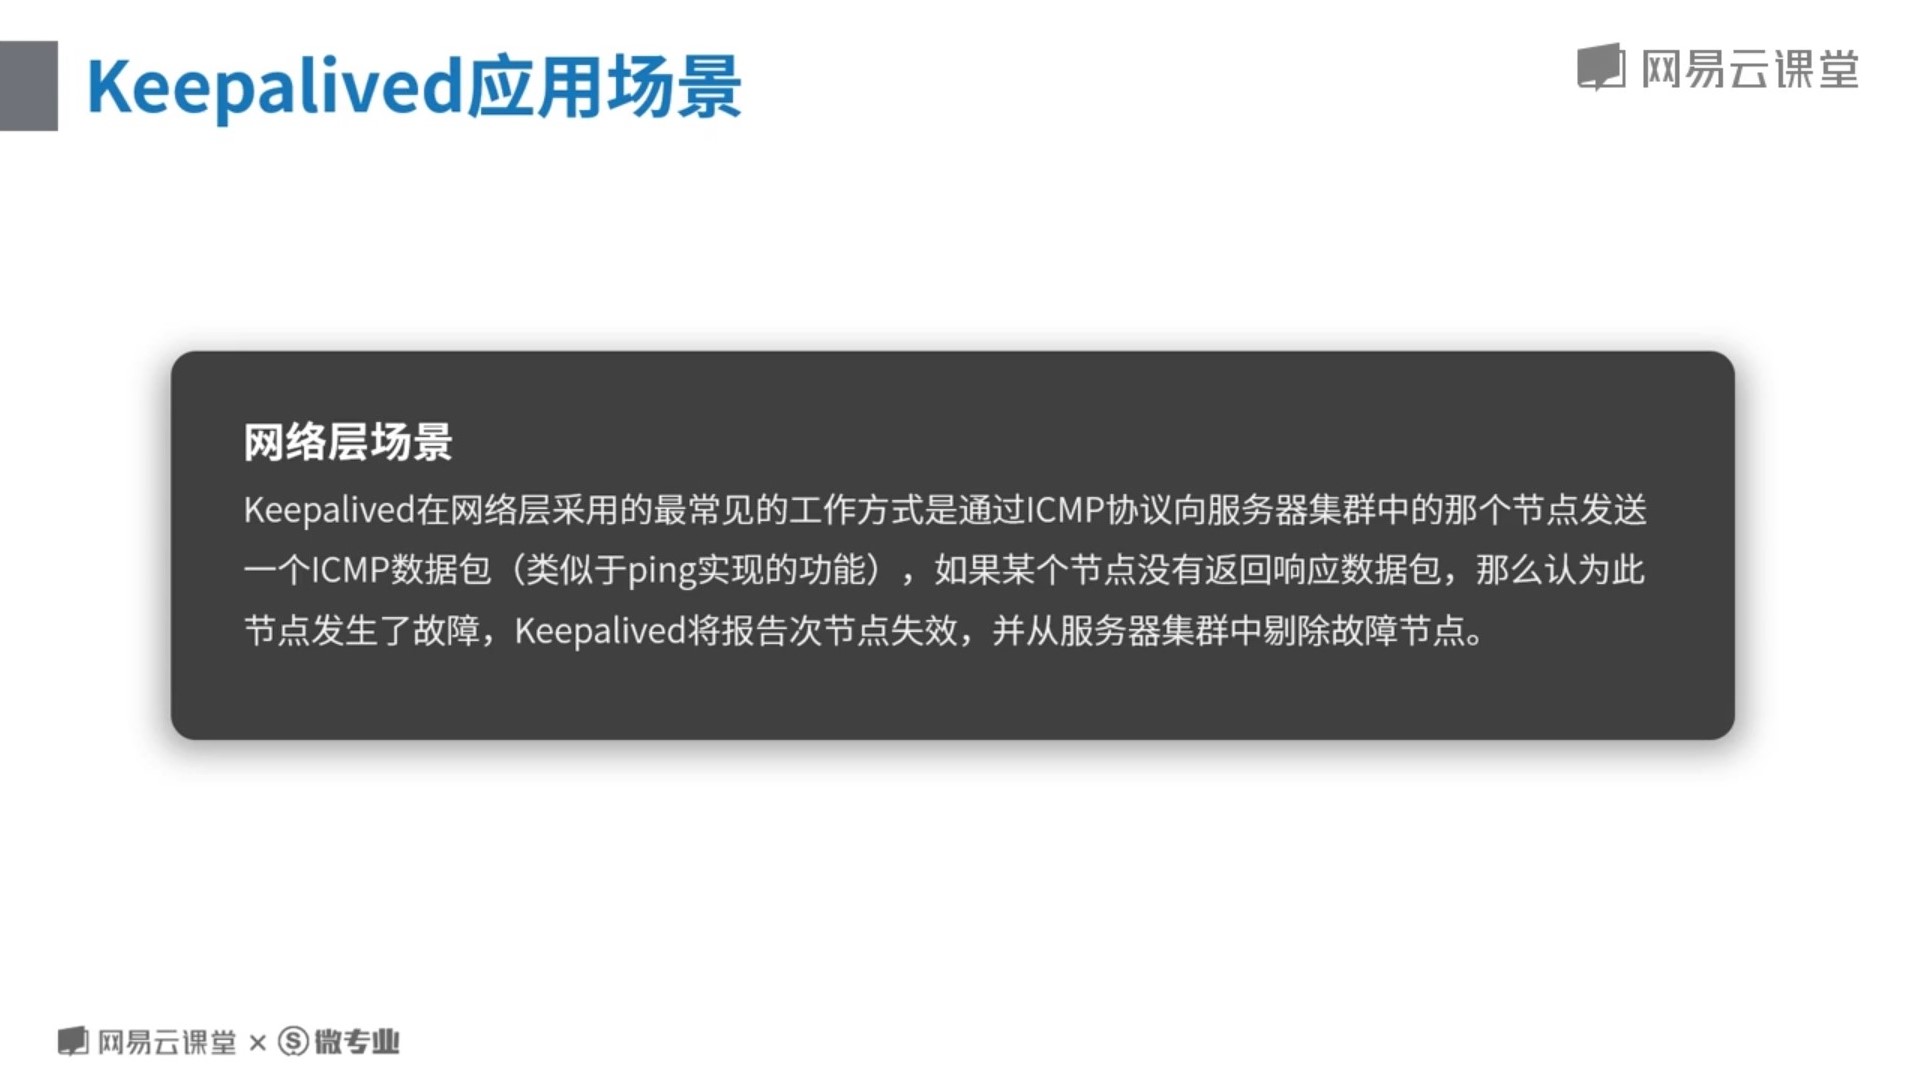 Keepalived应用场景
网易云课堂
网络层场景
Keepalived在网络层采用的最常见的工作方式是通过ICMP协议向服务器集群中的那个节点发送
一个ICMP数据包（类似于ping实现的功能），如果某个节点没有返回响应数据包，那么认为此
节点发生了故障，Keepalived将报告次节点失效，并从服务器集群中剔除故障节点。
网易云课堂 × S 微专业